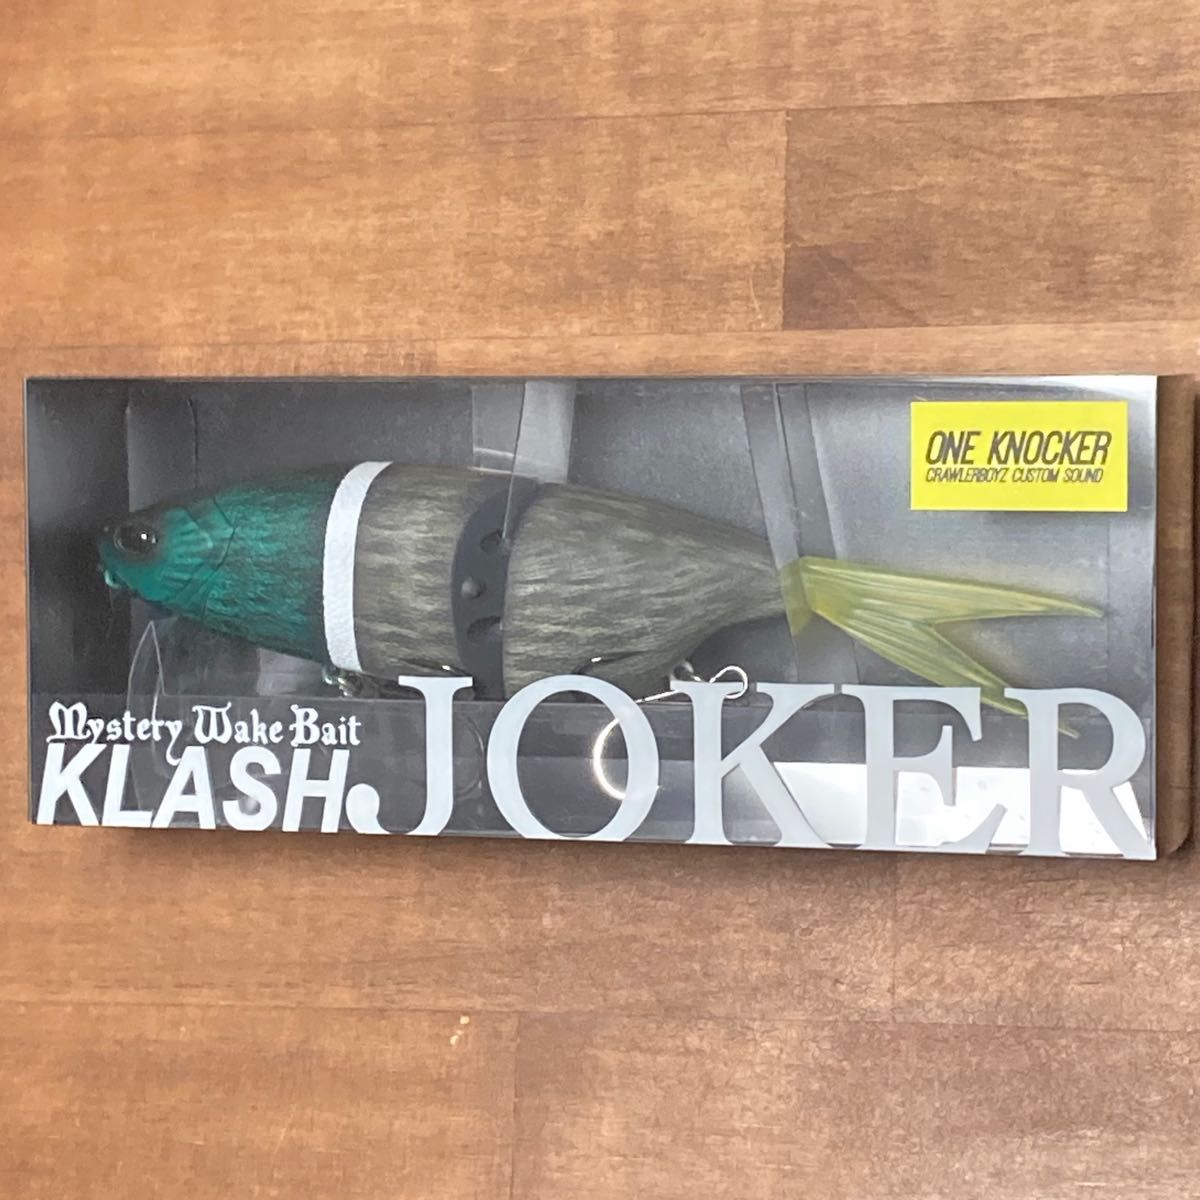 ONE KNOCKER
CRAWLERBOYZ CUSTOM SOUND
Mystery Wake Bait
KLASH JOKER